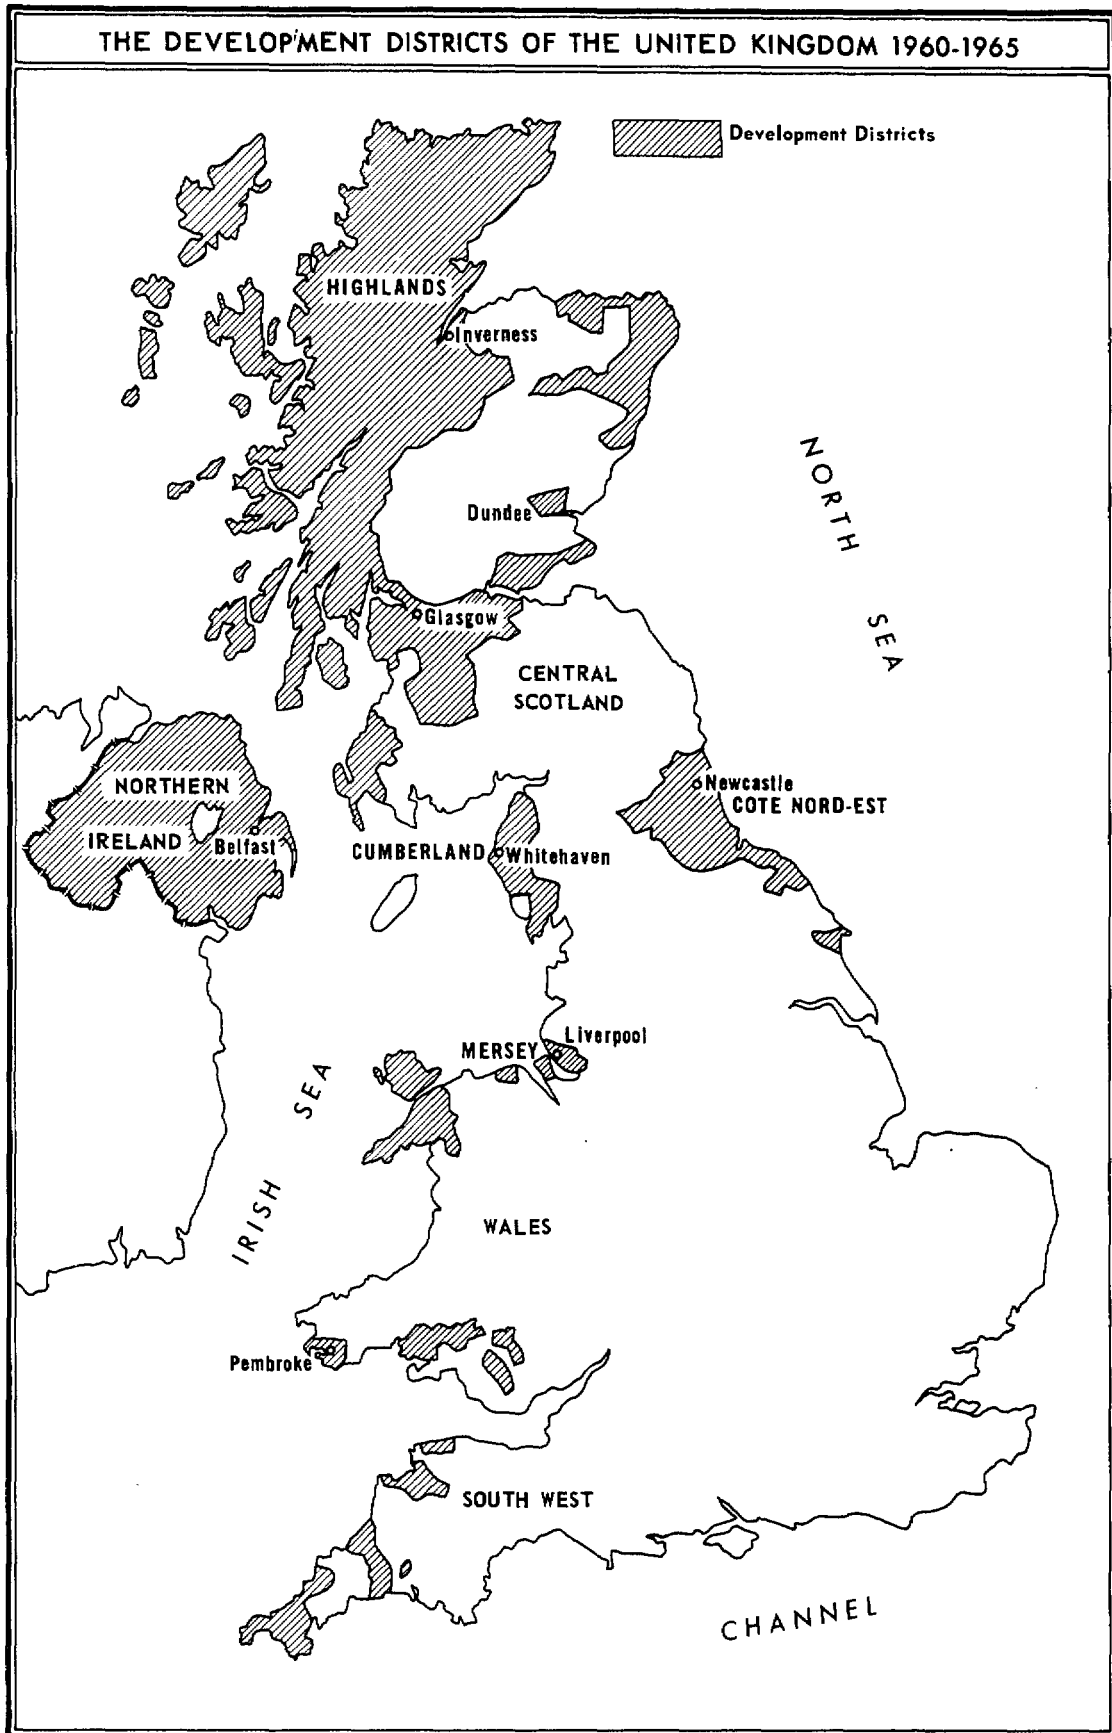 THE DEVELOPMENT DISTRICTS OF THE UNITED KINGDOM 1960-1965
Development Districts
HIGHLANDS
Inverness
NORTH SEA
Dundee
Glasgow
CENTRAL
SCOTLAND
NORTHERN
IRELAND
Belfast
Newcastle
COTE NORD-EST
CUMBERLAND
Whitehaven
Liverpool
MERSEY
IRISH SEA
WALES
Pembroke
SOUTH WEST
CHANNEL